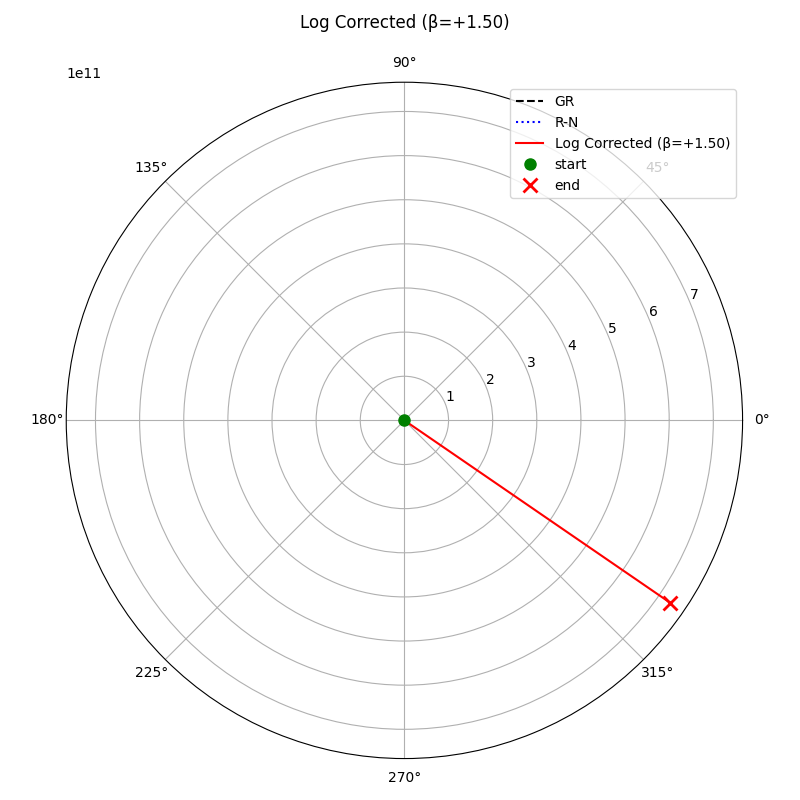 Log Corrected (β=+1.50)
1e11
90°
GR
R-N
Log Corrected (β=+1.50)
start
end
135°
45°
7
6
5
4
3
2
1
180°
0°
225°
315°
270°